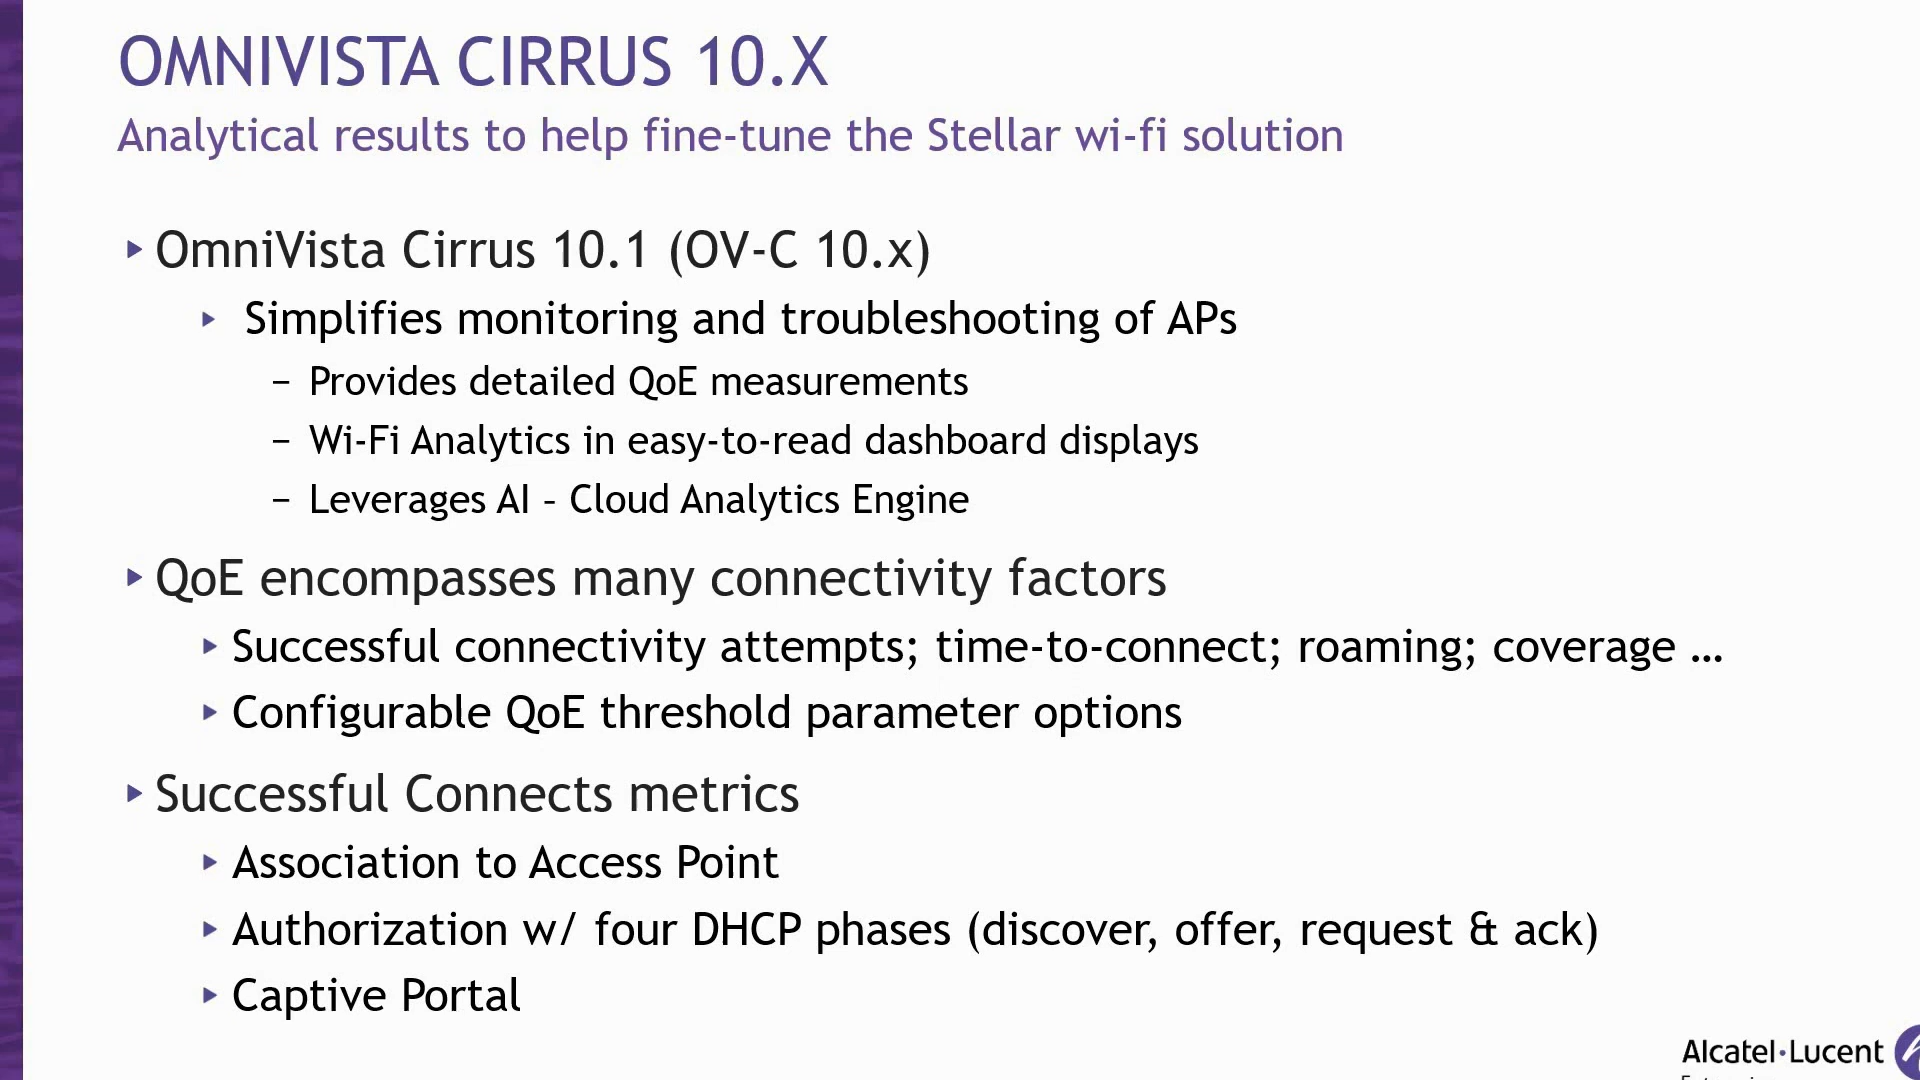 OMNIVISTA CIRRUS 10.X
Analytical results to help fine-tune the Stellar wi-fi solution
▸ OmniVista Cirrus 10.1 (OV-C 10.x)
▸ Simplifies monitoring and troubleshooting of APs
– Provides detailed QoE measurements
– Wi-Fi Analytics in easy-to-read dashboard displays
– Leverages AI – Cloud Analytics Engine
▸ QoE encompasses many connectivity factors
▸ Successful connectivity attempts; time-to-connect; roaming; coverage …
▸ Configurable QoE threshold parameter options
▸ Successful Connects metrics
▸ Association to Access Point
▸ Authorization w/ four DHCP phases (discover, offer, request & ack)
▸ Captive Portal
Alcatel·Lucent